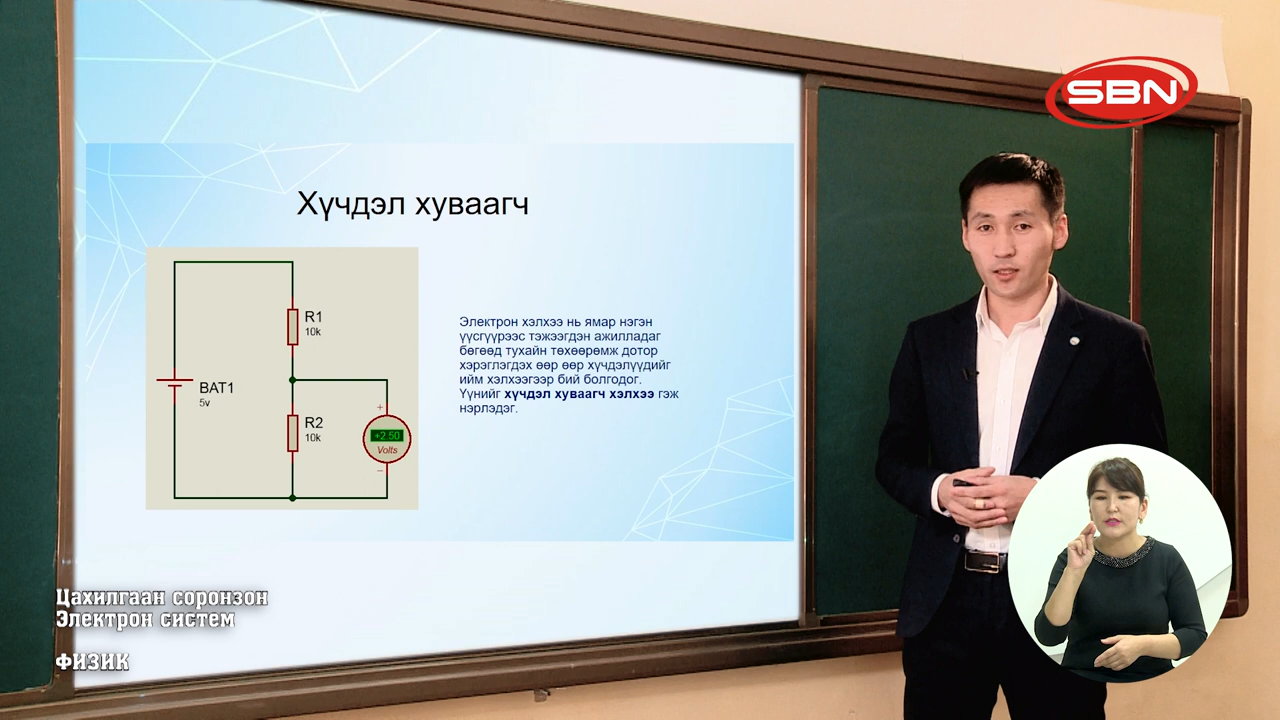 SBN
Хүчдэл хуваагч
R1
10k
BAT1
5v
R2
10k
+
+2.50
Volts
−
Электрон хэлхээ нь ямар нэгэн
үүсгүүрээс тэжээгдэн ажилладаг
бөгөөд тухайн төхөөрөмж дотор
хэрэглэгдэх өөр өөр хүчдэлүүдийг
ийм хэлхээгээр бий болгодог.
Үүнийг хүчдэл хуваагч хэлхээ гэж
нэрлэдэг.
Цахилгаан соронзон
Электрон систем
ФИЗИК